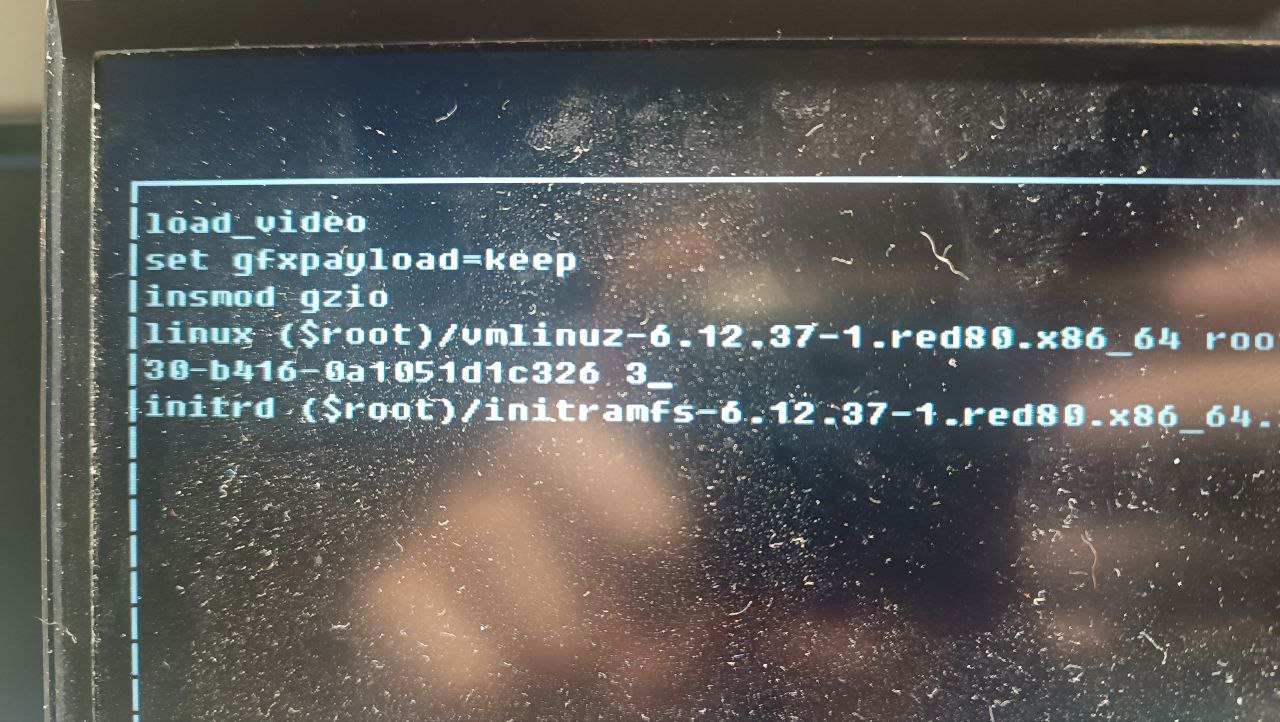 load_video
set gfxpayload=keep
insmod gzio
linux ($root)/vmlinuz-6.12.37-1.red80.x86_64 roo
30-b416-0a1051d1c326 3_
initrd ($root)/initramfs-6.12.37-1.red80.x86_64.